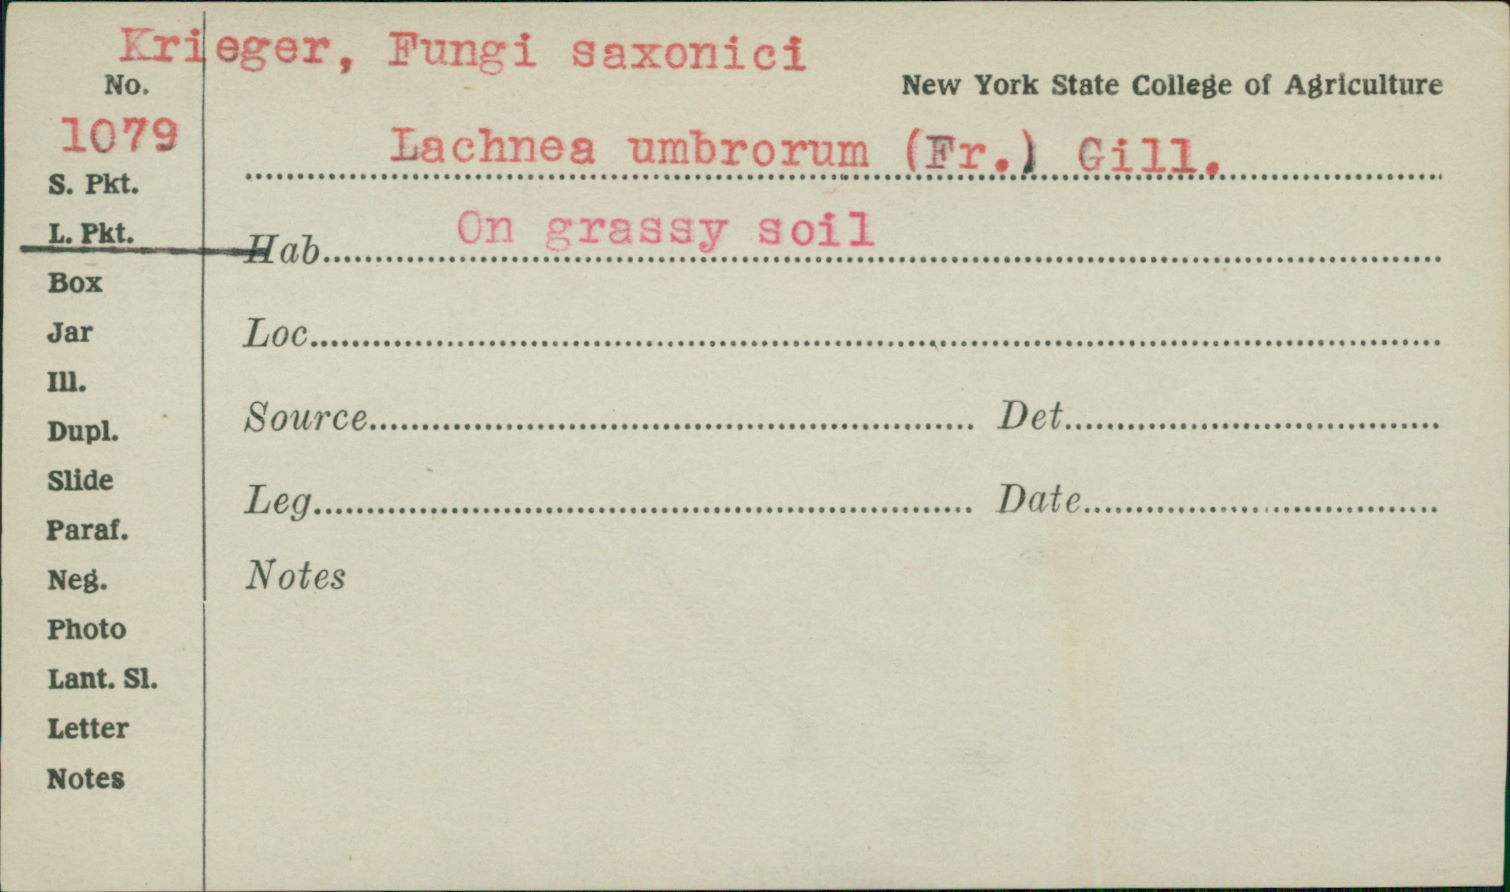 Krieger, Fungi saxonici
No.
New York State College of Agriculture
1079
Lachnea umbrorum (Fr.) Gill.
S. Pkt.
L. Pkt.
Hab. On grassy soil
Box
Jar
Loc.
Ill.
Dupl.
Source Det.
Slide
Leg. Date
Paraf.
Neg.
Notes
Photo
Lant. Sl.
Letter
Notes